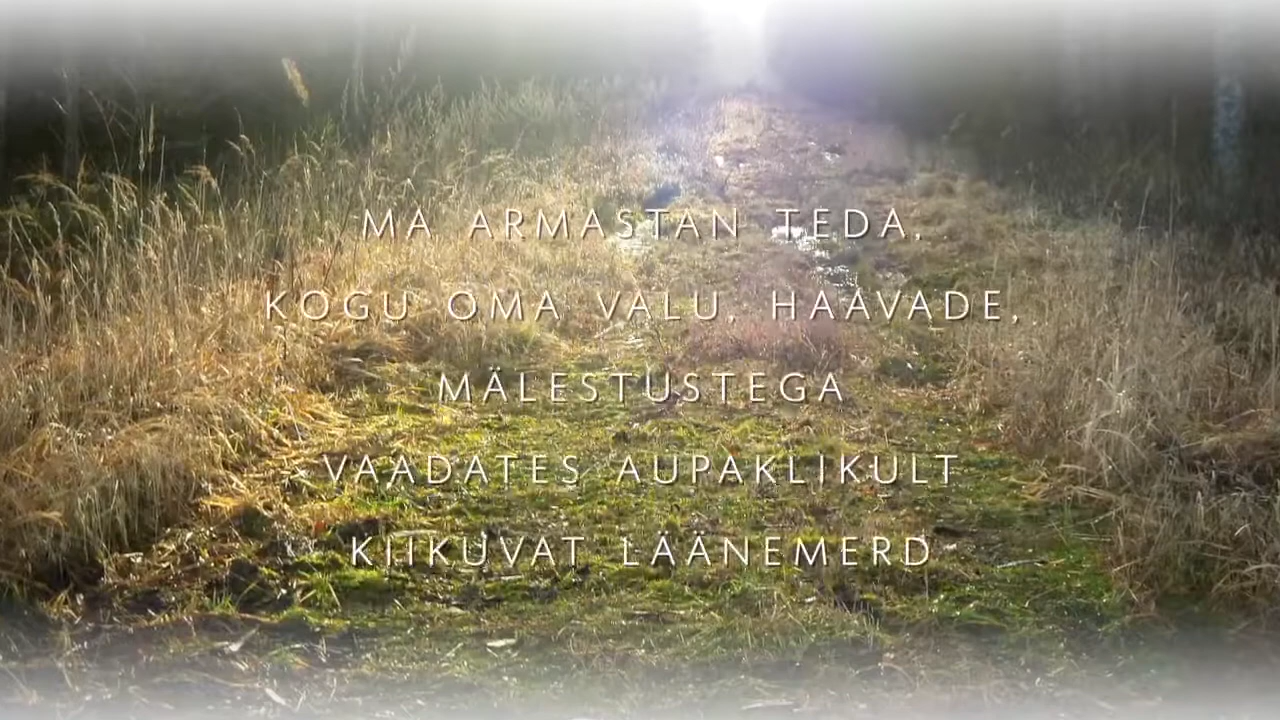 MA ARMASTAN TEDA,
KOGU OMA VALU, HAAVADE,
MÄLESTUSTEGA
VAADATES AUPAKLIKULT
KIIKUVAT LÄÄNEMERD